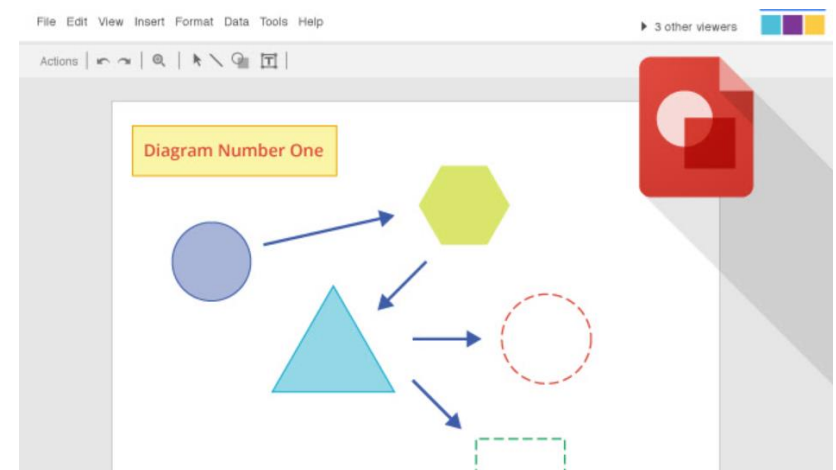 File Edit View Insert Format Data Tools Help
3 other viewers
Actions
T
Diagram Number One